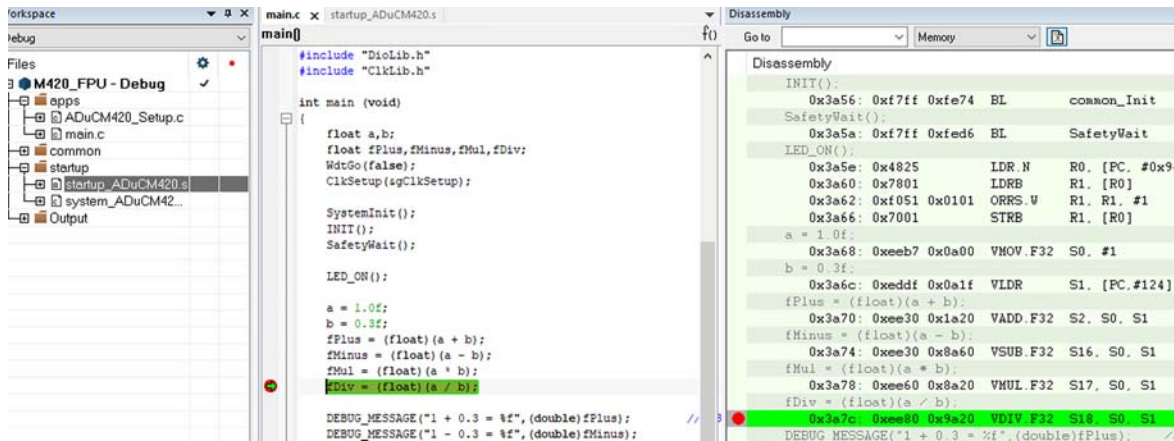 orkspace
ebug
Files
M420_FPU - Debug
apps
ADuCM420_Setup.c
main.c
common
startup
startup_ADuCM420.s
system_ADuCM42...
Output
main.c x startup_ADuCM420.s
main()
f()
#include "DioLib.h"
#include "ClkLib.h"
int main (void)
{
float a,b;
float fPlus,fMinus,fMul,fDiv;
WdtGo(false);
ClkSetup(&gClkSetup);
SystemInit();
INIT();
SafetyWait();
LED_ON();
a = 1.0f;
b = 0.3f;
fPlus = (float)(a + b);
fMinus = (float)(a - b);
fMul = (float)(a * b);
fDiv = (float)(a / b);
DEBUG_MESSAGE("1 + 0.3 = %f",(double)fPlus); //
DEBUG_MESSAGE("1 - 0.3 = %f",(double)fMinus);
Disassembly
Go to Memory
Disassembly
INIT();
0x3a56: 0xf7ff 0xfe74 BL common_Init
SafetyWait();
0x3a5a: 0xf7ff 0xfed6 BL SafetyWait
LED_ON();
0x3a5e: 0x4825 LDR.N R0, [PC, #0x9
0x3a60: 0x7801 LDRB R1, [R0]
0x3a62: 0xf051 0x0101 ORRS.W R1, R1, #1
0x3a66: 0x7001 STRB R1, [R0]
a = 1.0f;
0x3a68: 0xeeb7 0x0a00 VMOV.F32 S0, #1
b = 0.3f;
0x3a6c: 0xeddf 0x0a1f VLDR S1, [PC,#124]
fPlus = (float)(a + b);
0x3a70: 0xee30 0x1a20 VADD.F32 S2, S0, S1
fMinus = (float)(a - b);
0x3a74: 0xee30 0x8a60 VSUB.F32 S16, S0, S1
fMul = (float)(a * b);
0x3a78: 0xee60 0x8a20 VMUL.F32 S17, S0, S1
fDiv = (float)(a / b);
0x3a7c: 0xee80 0x9a20 VDIV.F32 S18, S0, S1
DEBUG_MESSAGE("1 + 0.3 = %f",(double)fPlus);